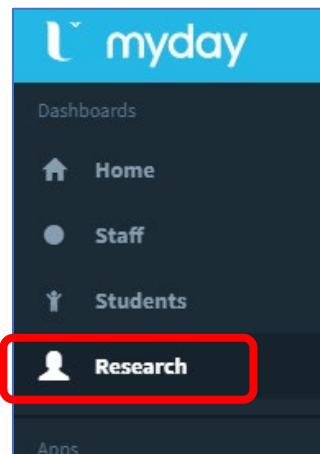 myday
Dashboards
Home
Staff
Students
Research
Apps